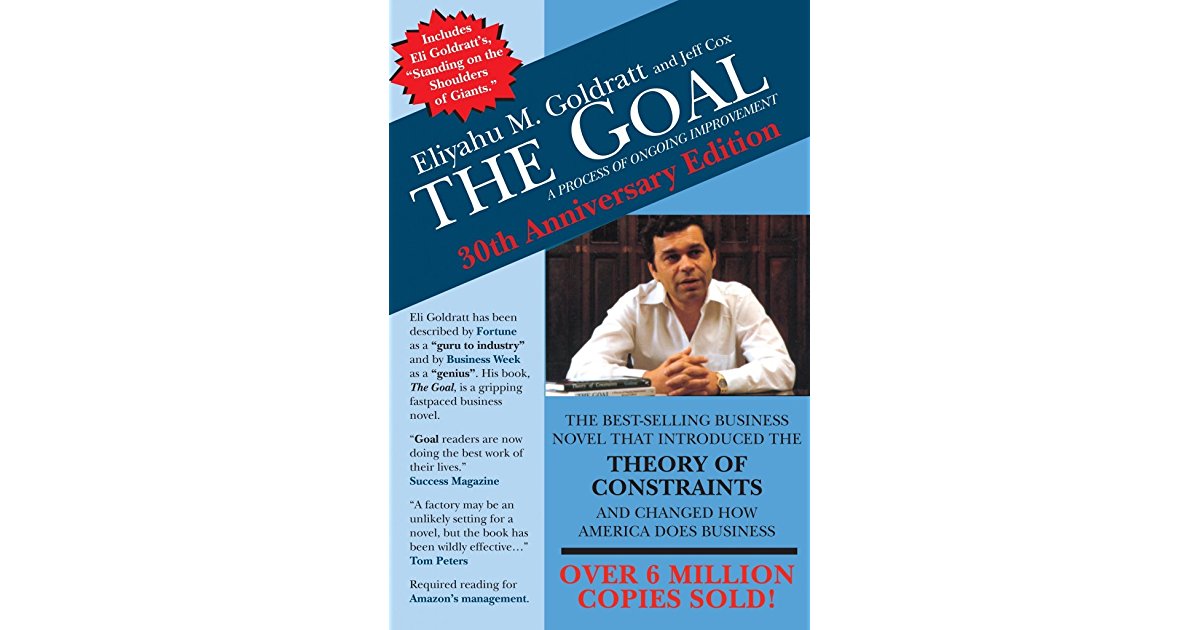 Includes
Eli Goldratt's,
“Standing on the
Shoulders
of Giants.”
Eliyahu M. Goldratt and Jeff Cox
THE GOAL
A PROCESS OF ONGOING IMPROVEMENT
30th Anniversary Edition
Eli Goldratt has been
described by Fortune
as a “guru to industry”
and by Business Week
as a “genius”. His book,
The Goal, is a gripping
fastpaced business
novel.
“Goal readers are now
doing the best work of
their lives.”
Success Magazine
“A factory may be an
unlikely setting for a
novel, but the book has
been wildly effective…”
Tom Peters
Required reading for
Amazon's management.
Theory of Constraints
THE GOAL
THE BEST-SELLING BUSINESS
NOVEL THAT INTRODUCED THE
THEORY OF
CONSTRAINTS
AND CHANGED HOW
AMERICA DOES BUSINESS
OVER 6 MILLION
COPIES SOLD!